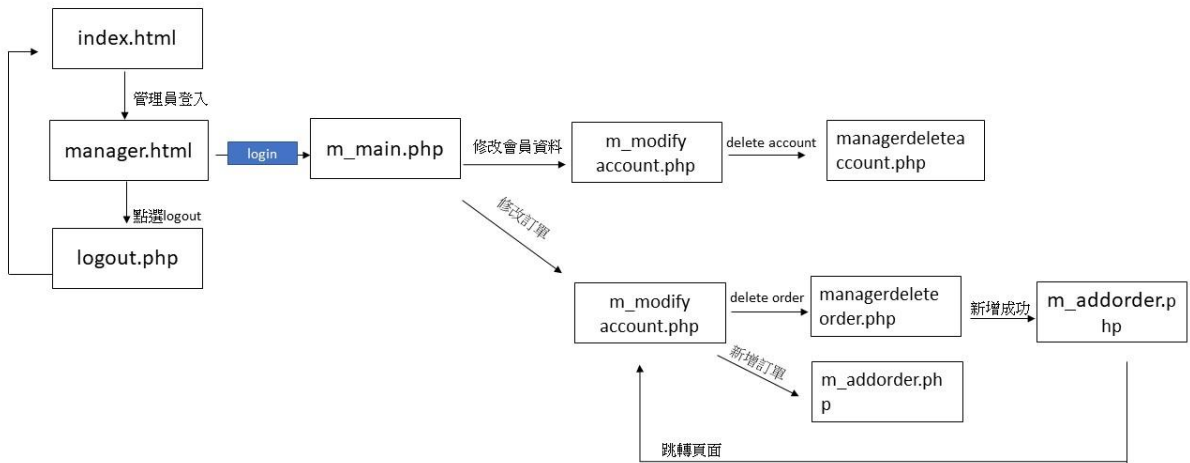 index.html
管理員登入
manager.html
login
m_main.php
修改會員資料
m_modify
account.php
delete account
managerdeletea
ccount.php
點選logout
logout.php
修改訂單
m_modify
account.php
delete order
managerdelete
order.php
新增成功
m_addorder.p
hp
新增訂單
m_addorder.ph
p
跳轉頁面